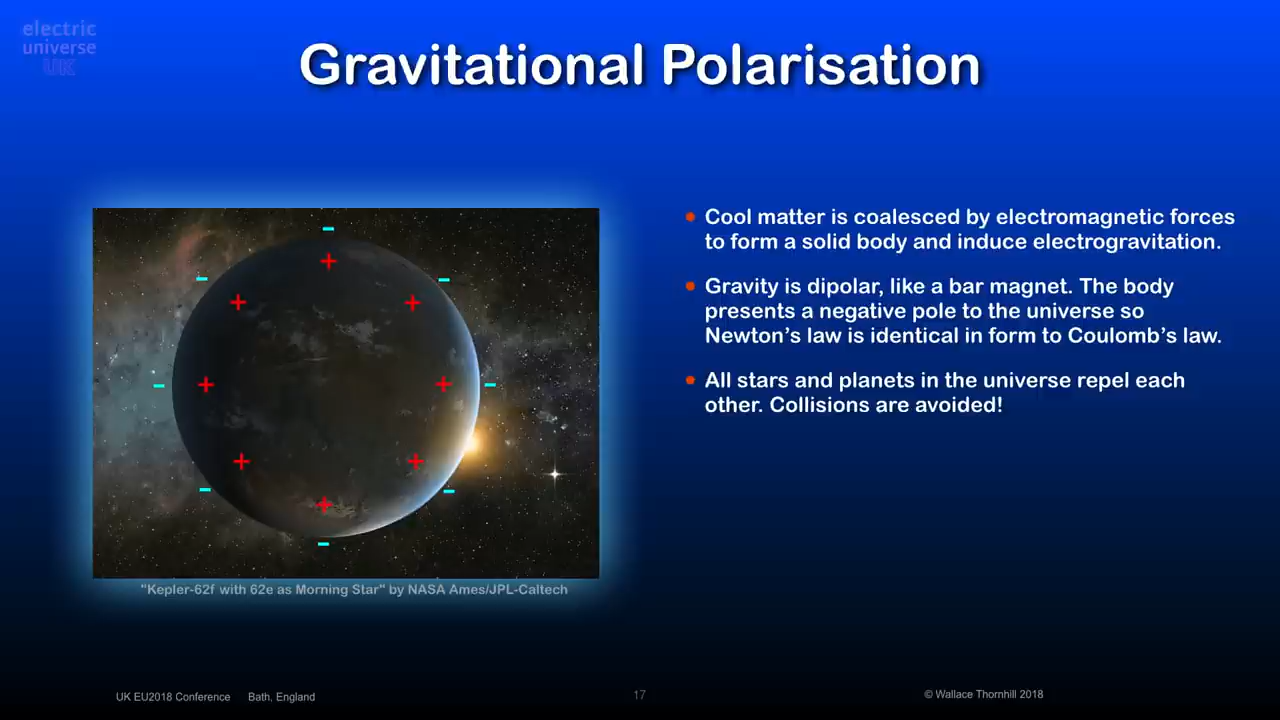 electric
universe
UK
Gravitational Polarisation
Cool matter is coalesced by electromagnetic forces
to form a solid body and induce electrogravitation.
Gravity is dipolar, like a bar magnet. The body
presents a negative pole to the universe so
Newton's law is identical in form to Coulomb's law.
All stars and planets in the universe repel each
other. Collisions are avoided!
"Kepler-62f with 62e as Morning Star" by NASA Ames/JPL-Caltech
UK EU2018 Conference Bath, England
17
© Wallace Thornhill 2018